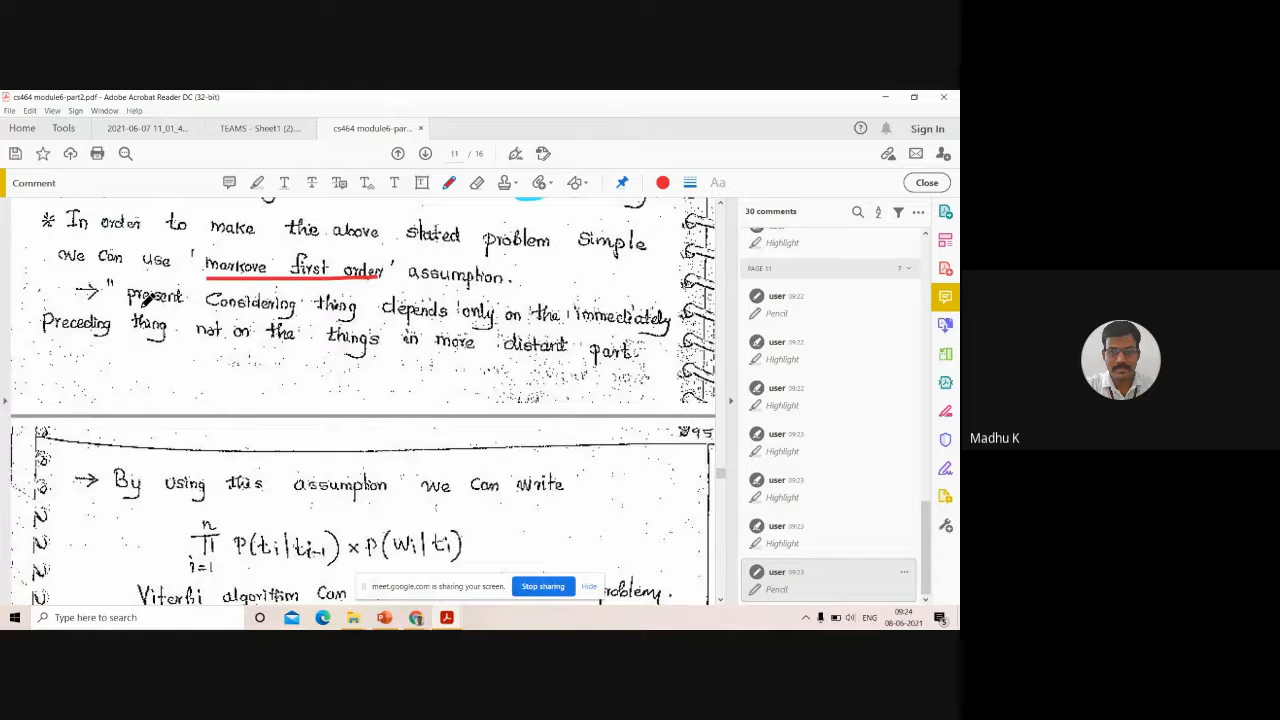 cs464 module6-part2.pdf - Adobe Acrobat Reader DC (32-bit)
File Edit View Sign Window Help
Home Tools 2021-06-07 11_01_4... TEAMS - Sheet1 (2).... cs464 module6-par... ×
Sign In
11 / 16
Comment
Aa
Close
* In order to make the above stated problem simple
we can use ' markove first order ' assumption.
→ " present Considering thing depends only on the immediately
Preceding thing not on the things in more distant part.
95
→ By using this assumption we Can write
n
π P(ti|ti-1) × P(wi|ti)
i=1
Viterbi algorithm Can problem.
meet.google.com is sharing your screen. Stop sharing Hide
30 comments
Highlight
PAGE 11 7
user 09:22
Pencil
user 09:22
Highlight
user 09:22
Highlight
user 09:23
Highlight
user 09:23
Highlight
user 09:23
Highlight
user 09:23
Pencil
Madhu K
Type here to search
ENG
09:24
08-06-2021
5